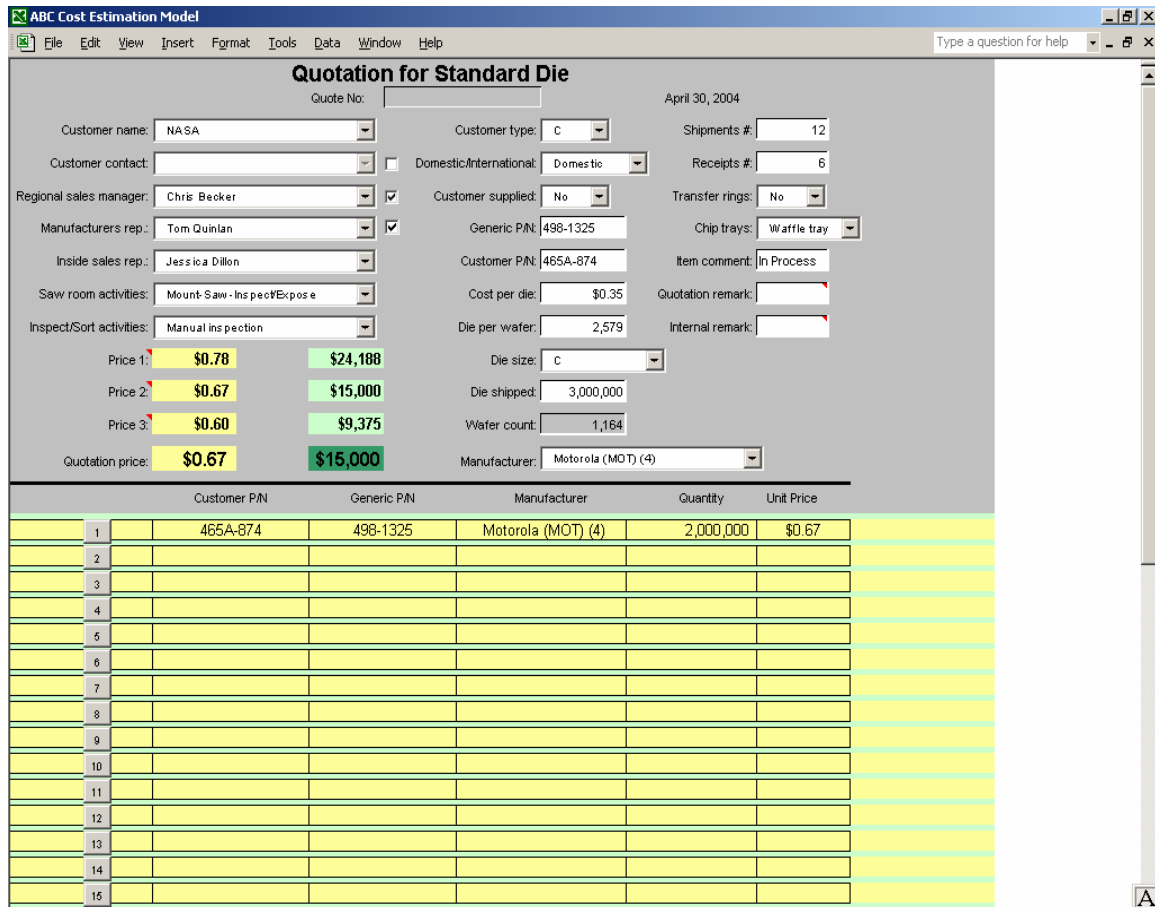 ABC Cost Estimation Model
File Edit View Insert Format Tools Data Window Help Type a question for help
Quotation for Standard Die
Quote No: April 30, 2004
Customer name: NASA Customer type: C Shipments #: 12
Customer contact: Domestic/International: Domestic Receipts #: 6
Regional sales manager: Chris Becker Customer supplied: No Transfer rings: No
Manufacturers rep.: Tom Quinlan Generic P/N: 498-1325 Chip trays: Waffle tray
Inside sales rep.: Jessica Dillon Customer P/N: 465A-874 Item comment: In Process
Saw room activities: Mount-Saw-Inspect/Expose Cost per die: $0.35 Quotation remark:
Inspect/Sort activities: Manual inspection Die per wafer: 2,579 Internal remark:
Price 1: $0.78 $24,188 Die size: C
Price 2: $0.67 $15,000 Die shipped: 3,000,000
Price 3: $0.60 $9,375 Wafer count: 1,164
Quotation price: $0.67 $15,000 Manufacturer: Motorola (MOT) (4)
Customer P/N Generic P/N Manufacturer Quantity Unit Price
1 465A-874 498-1325 Motorola (MOT) (4) 2,000,000 $0.67
2
3
4
5
6
7
8
9
10
11
12
13
14
15
A